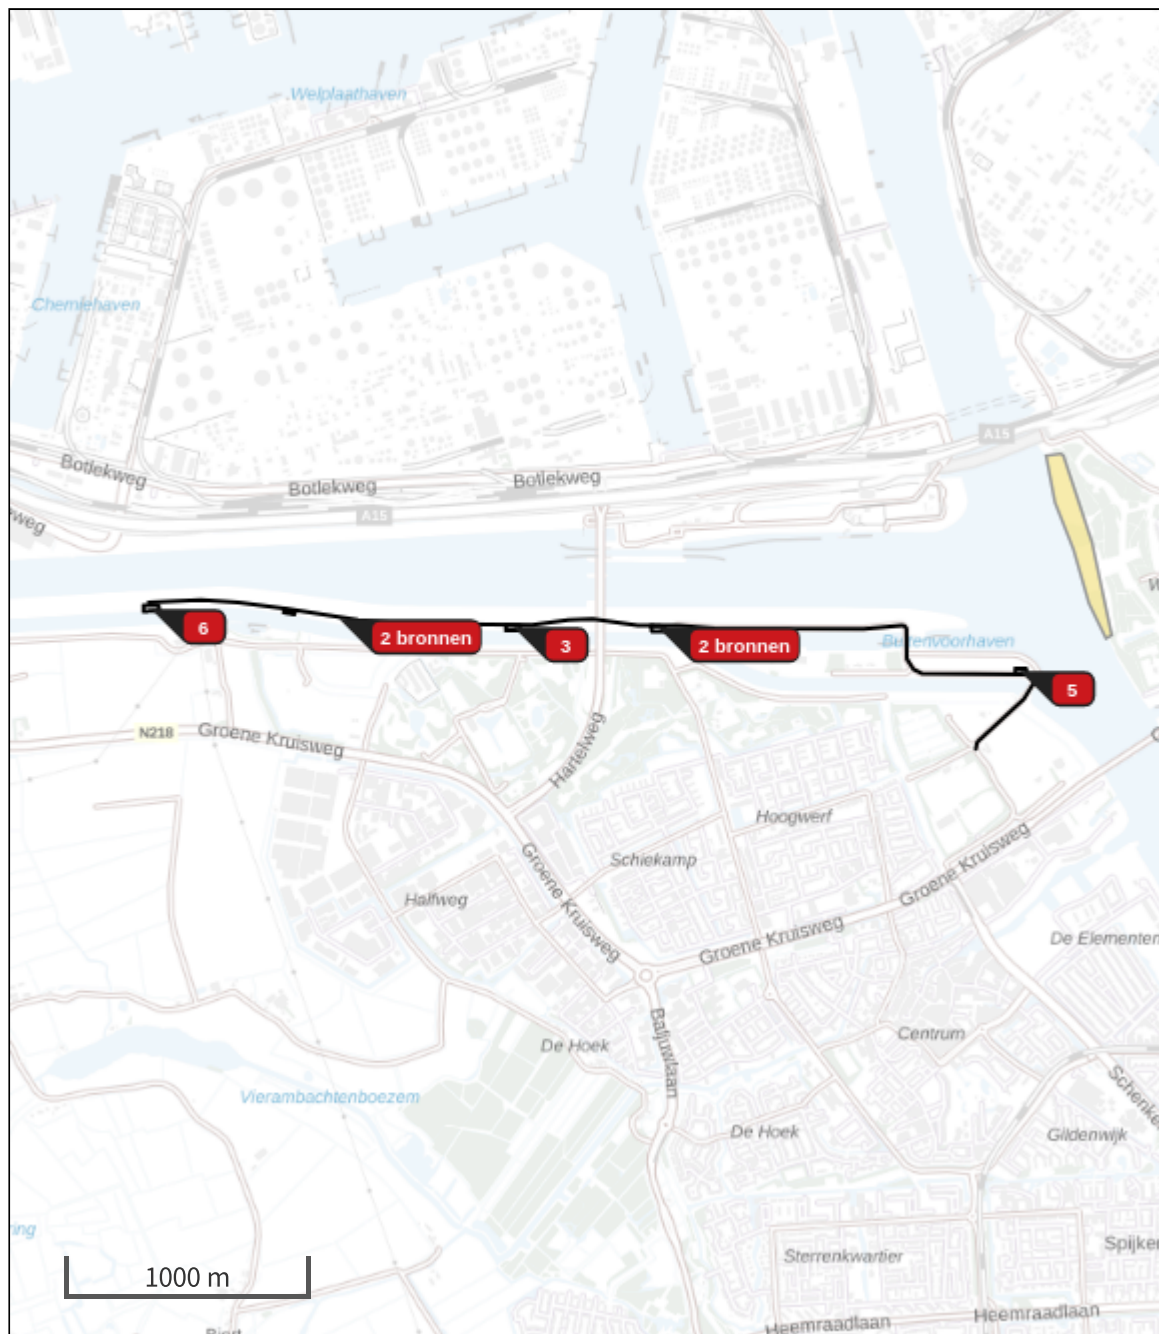 Welplaathaven
Chemiehaven
A15
Botlekweg
Botlekweg
Botlekweg
A15
6
2 bronnen
3
2 bronnen
Buitenvoorhaven
5
N218
Groene Kruisweg
Hartelweg
Hoogwerf
Schiekamp
Groene Kruisweg
Groene Kruisweg
Halfweg
Groene Kruisweg
De Elementen
Centrum
De Hoek
Baljuwlaan
Vierambachtenboezem
De Hoek
Gildenwijk
Sterrenkwartier
1000 m
Heemraadlaan
Heemraadlaan